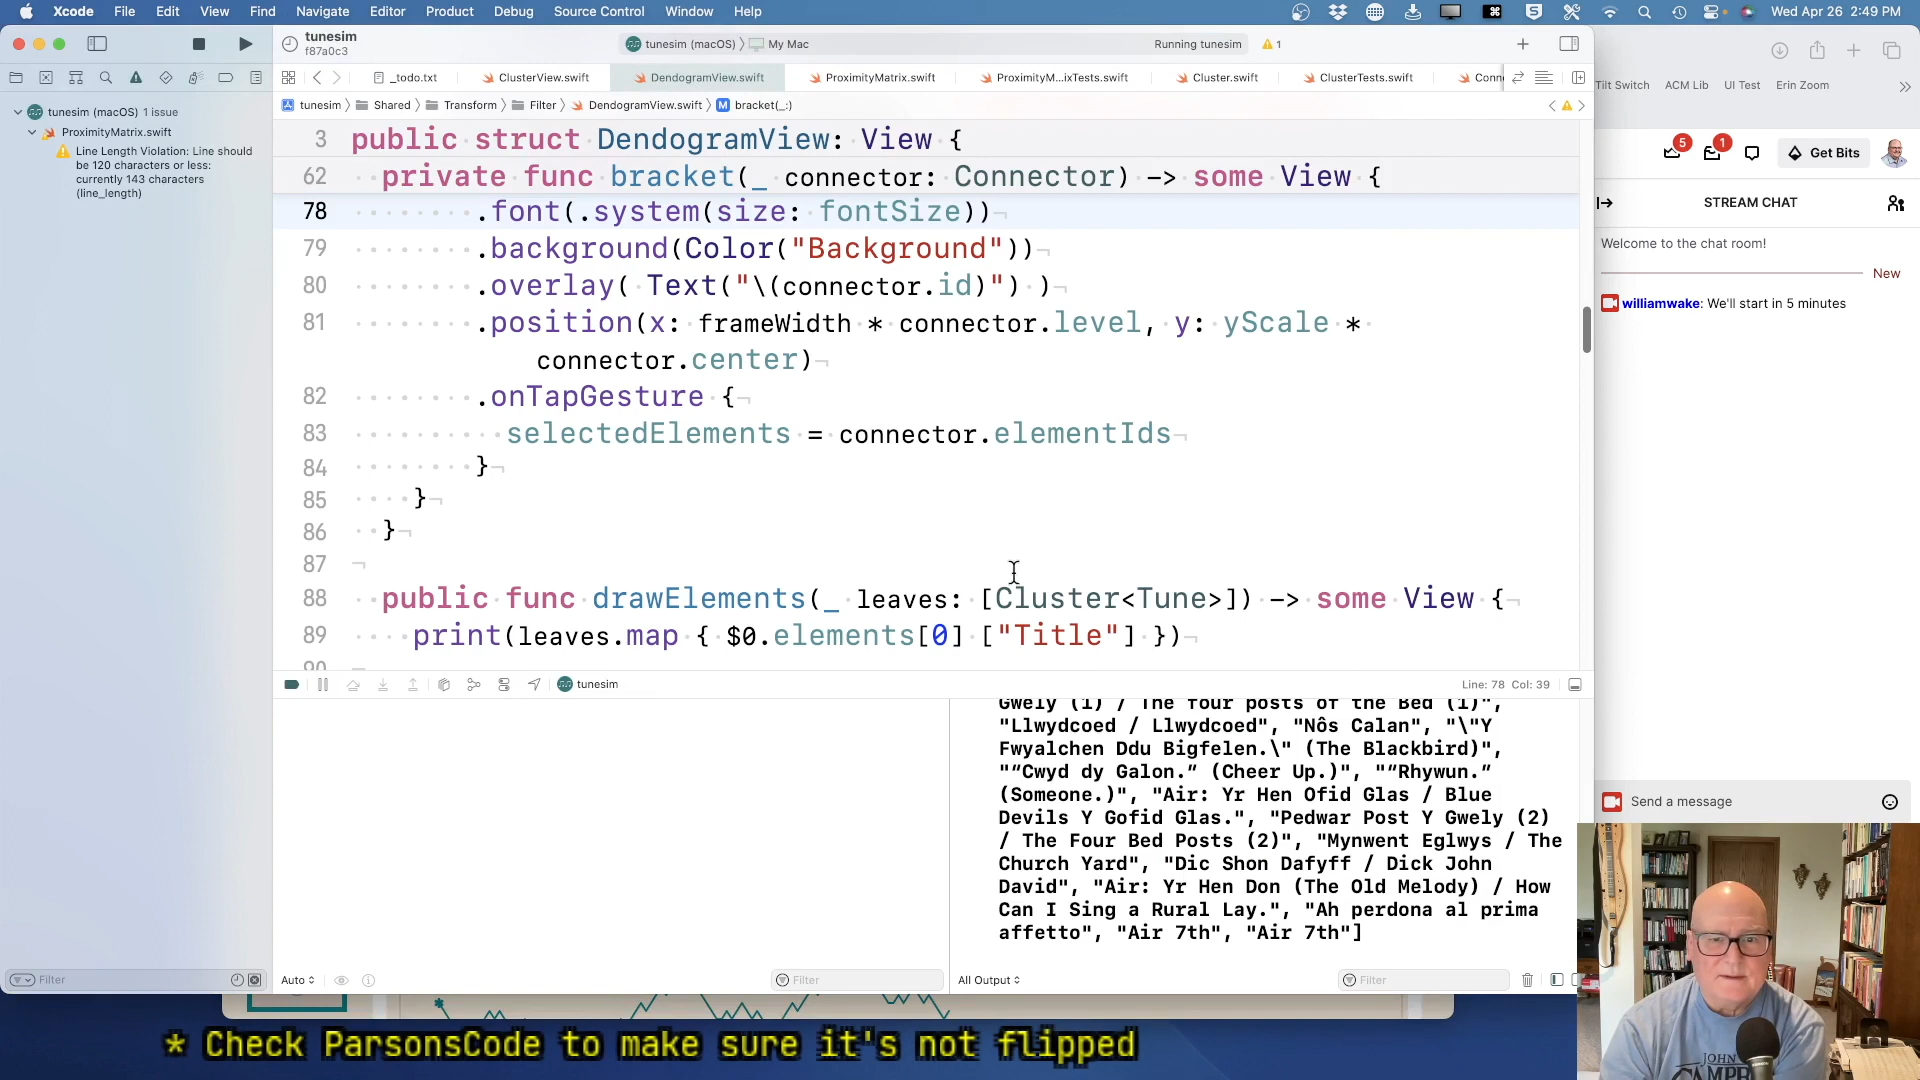 Xcode File Edit View Find Navigate Editor Product Debug Source Control Window Help
Wed Apr 26 2:49 PM
tunesim
f87a0c3
tunesim (macOS) 〉 My Mac
Running tunesim
1
_todo.txt
ClusterView.swift
DendogramView.swift
ProximityMatrix.swift
ProximityM...ixTests.swift
Cluster.swift
ClusterTests.swift
Conne
tunesim 〉 Shared 〉 Transform 〉 Filter 〉 DendogramView.swift 〉 M bracket(_:)
tunesim (macOS) 1 issue
ProximityMatrix.swift
Line Length Violation: Line should
be 120 characters or less:
currently 143 characters
(line_length)
3 public struct DendogramView: View {
62 private func bracket(_ connector: Connector) -> some View {
78 .font(.system(size: fontSize))
79 .background(Color("Background"))
80 .overlay( Text("\(connector.id)") )
81 .position(x: frameWidth * connector.level, y: yScale *
connector.center)
82 .onTapGesture {
83 selectedElements = connector.elementIds
84 }
85 }
86 }
87
88 public func drawElements(_ leaves: [Cluster<Tune>]) -> some View {
89 print(leaves.map { $0.elements[0] ["Title"] })
90
tunesim
Line: 78 Col: 39
Gwely (1) / The four posts of the Bed (1)",
"Llwydcoed / Llwydcoed", "Nôs Calan", "\"Y
Fwyalchen Ddu Bigfelen.\" (The Blackbird)",
"“Cwyd dy Galon.” (Cheer Up.)", "“Rhywun.”
(Someone.)", "Air: Yr Hen Ofid Glas / Blue
Devils Y Gofid Glas.", "Pedwar Post Y Gwely (2)
/ The Four Bed Posts (2)", "Mynwent Eglwys / The
Church Yard", "Dic Shon Dafyff / Dick John
David", "Air: Yr Hen Don (The Old Melody) / How
Can I Sing a Rural Lay.", "Ah perdona al prima
affetto", "Air 7th", "Air 7th"]
Filter
Auto
Filter
All Output
Filter
Tilt Switch ACM Lib UI Test Erin Zoom
5
1
Get Bits
STREAM CHAT
Welcome to the chat room!
New
williamwake: We'll start in 5 minutes
Send a message
* Check ParsonsCode to make sure it's not flipped
JOHN